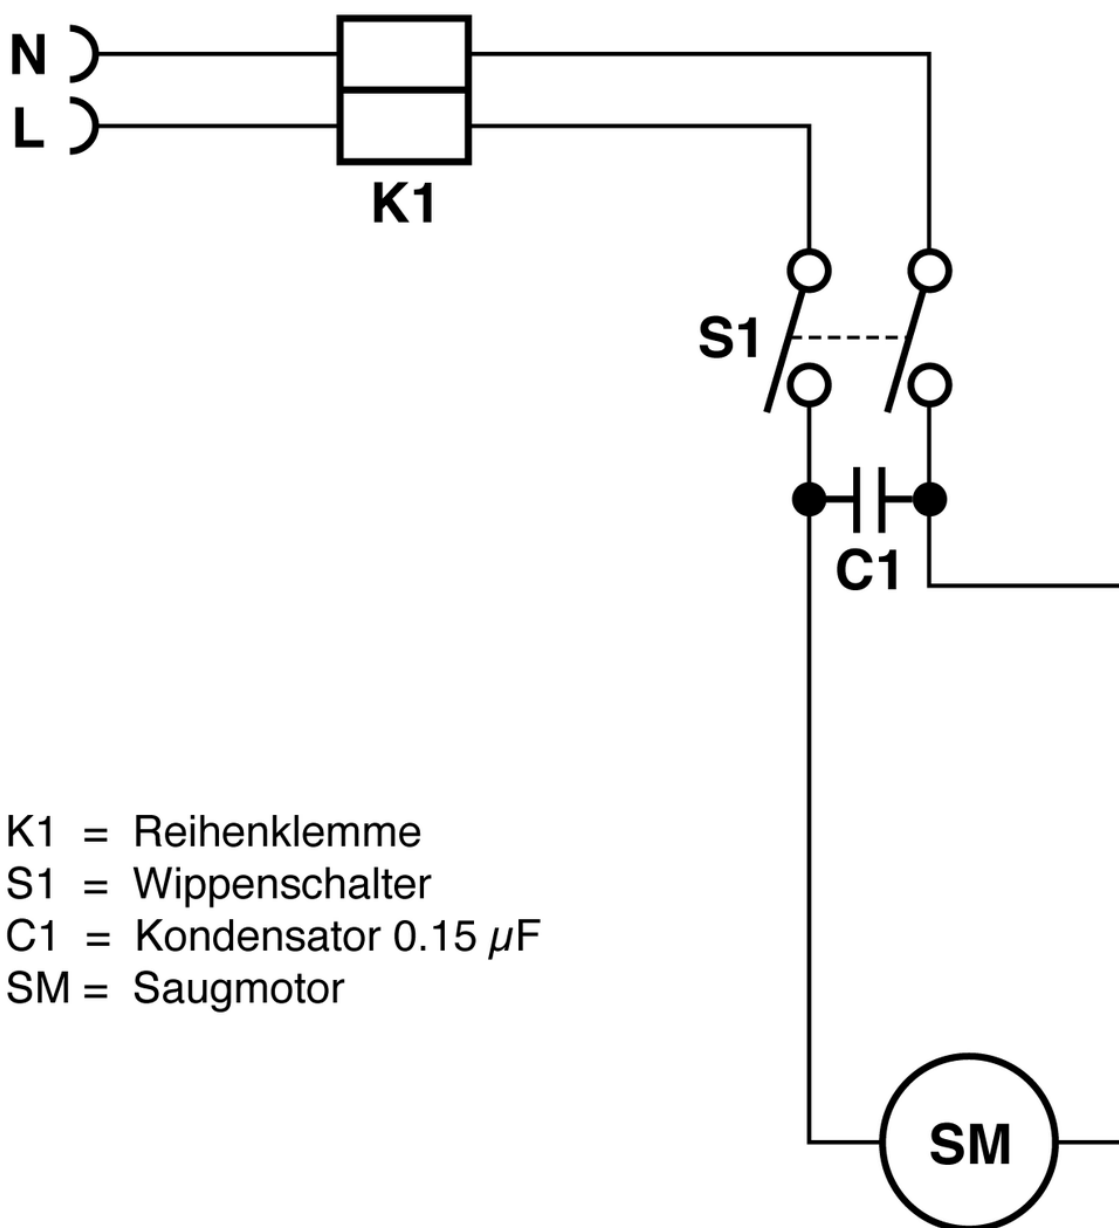 N
L
K1
S1
C1
K1 = Reihenklemme
S1 = Wippenschalter
C1 = Kondensator 0.15 µF
SM = Saugmotor
SM